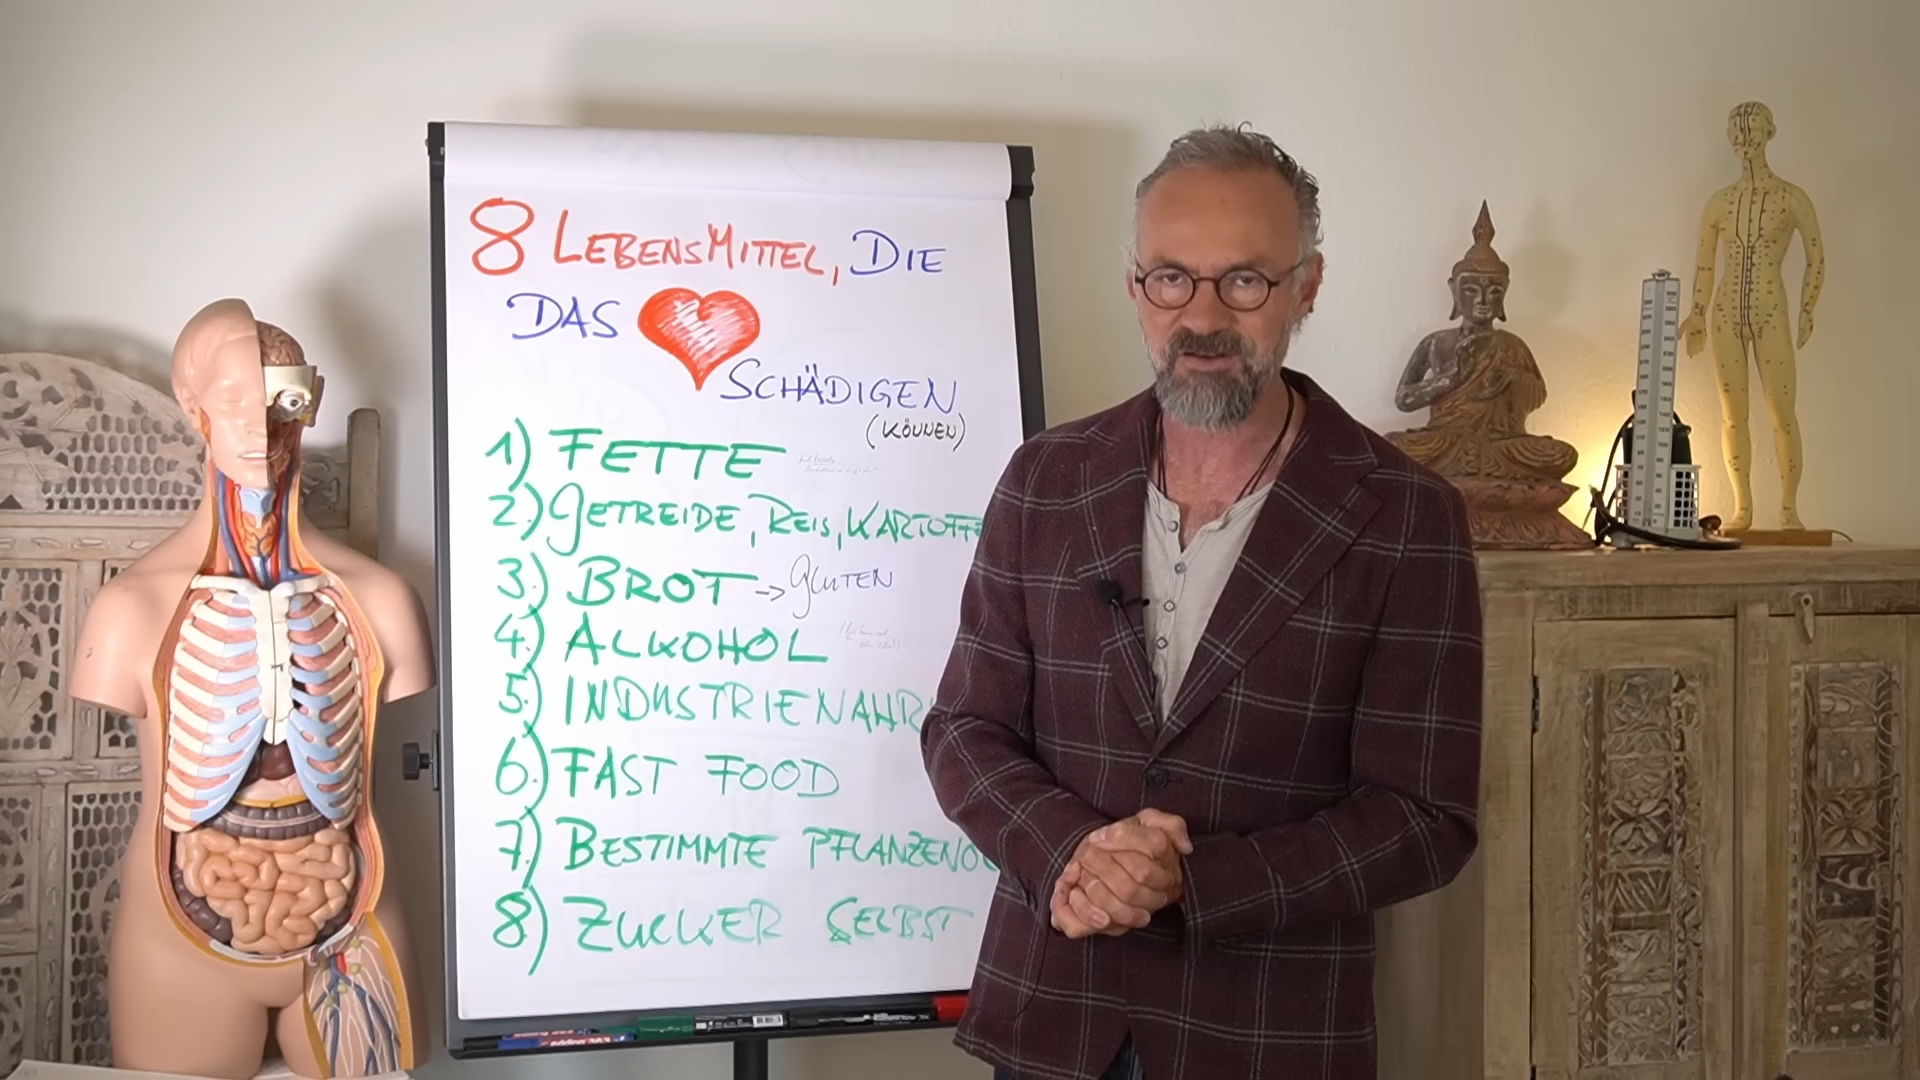 8 LEBENSMITTEL, DIE
DAS
SCHÄDIGEN
(KÖNNEN)
1) FETTE
2.) GETREIDE, REIS, KARTOFFE
3.) BROT -> GLUTEN
4.) ALKOHOL
5.) INDUSTRIENAHR
6.) FAST FOOD
7.) BESTIMMTE PFLANZENÖ
8.) ZUCKER SELBST